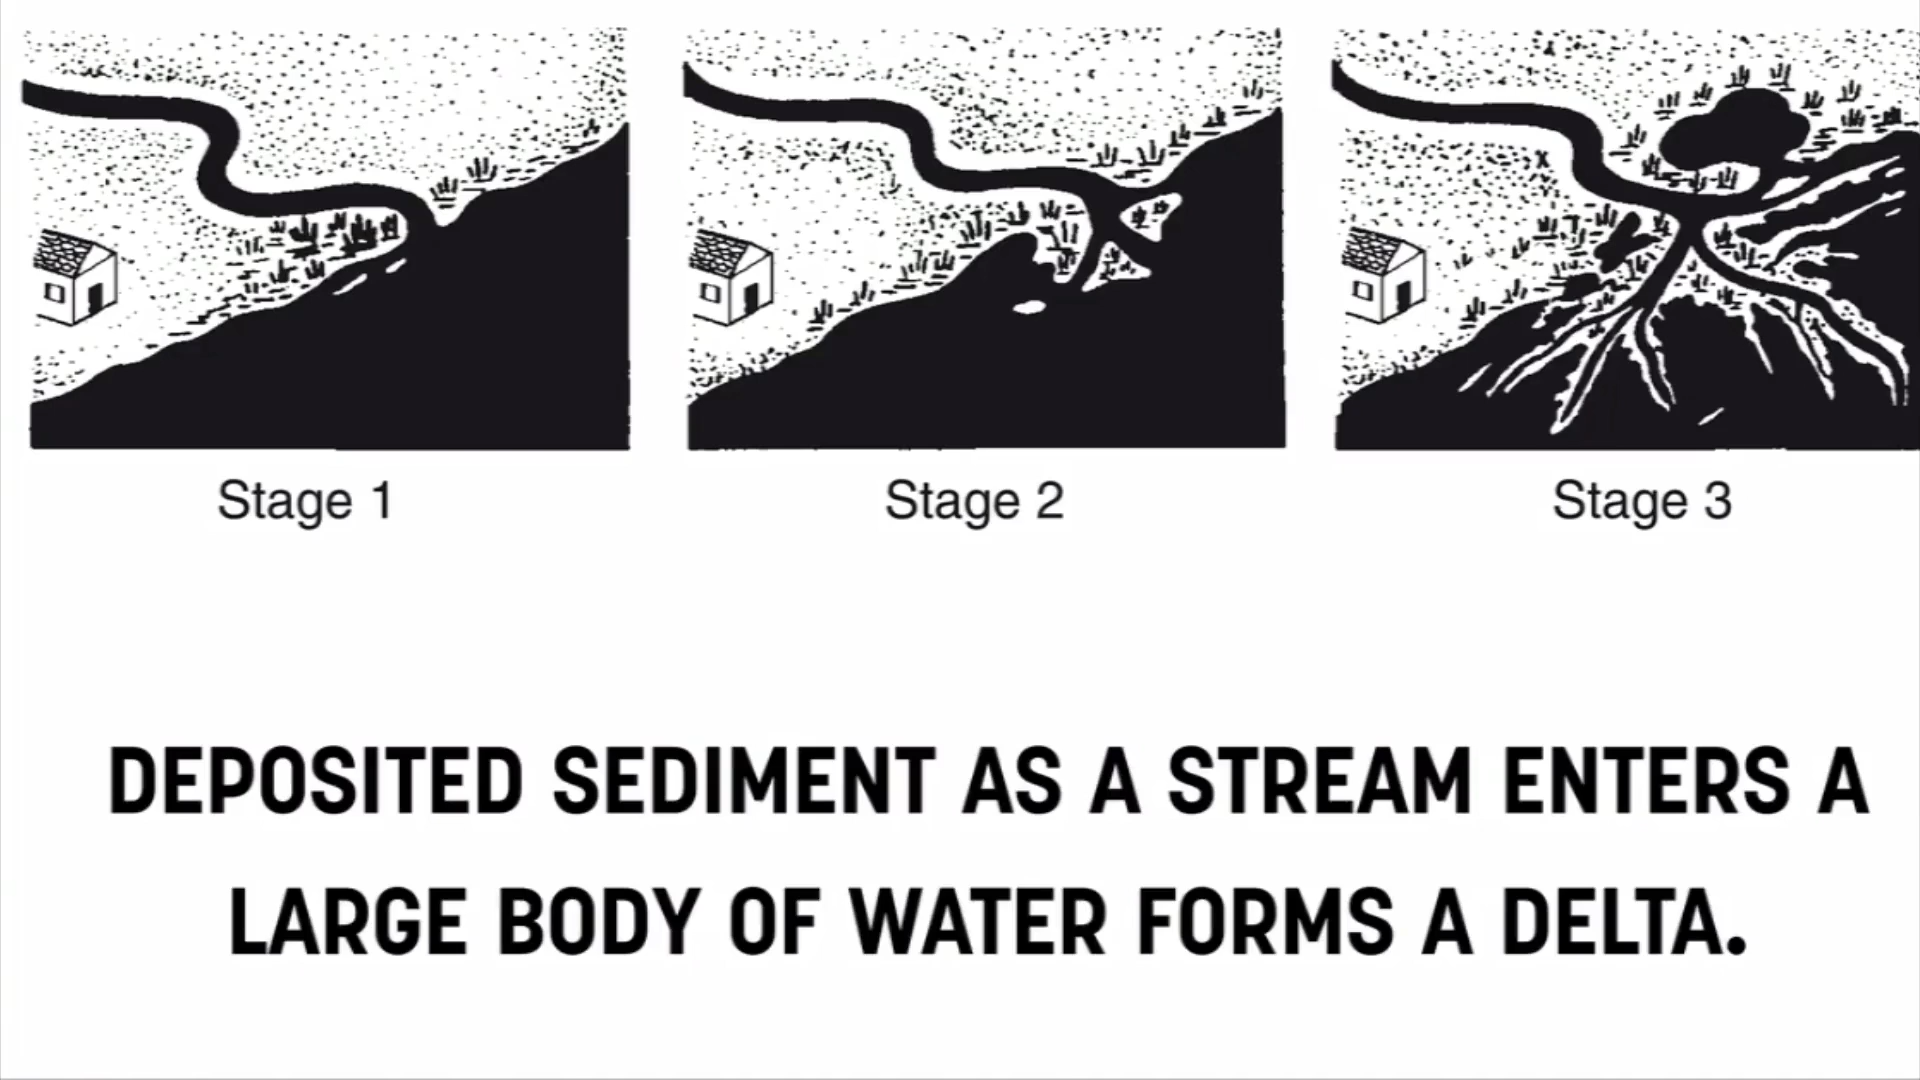 Stage 1
Stage 2
Stage 3
DEPOSITED SEDIMENT AS A STREAM ENTERS A
LARGE BODY OF WATER FORMS A DELTA.